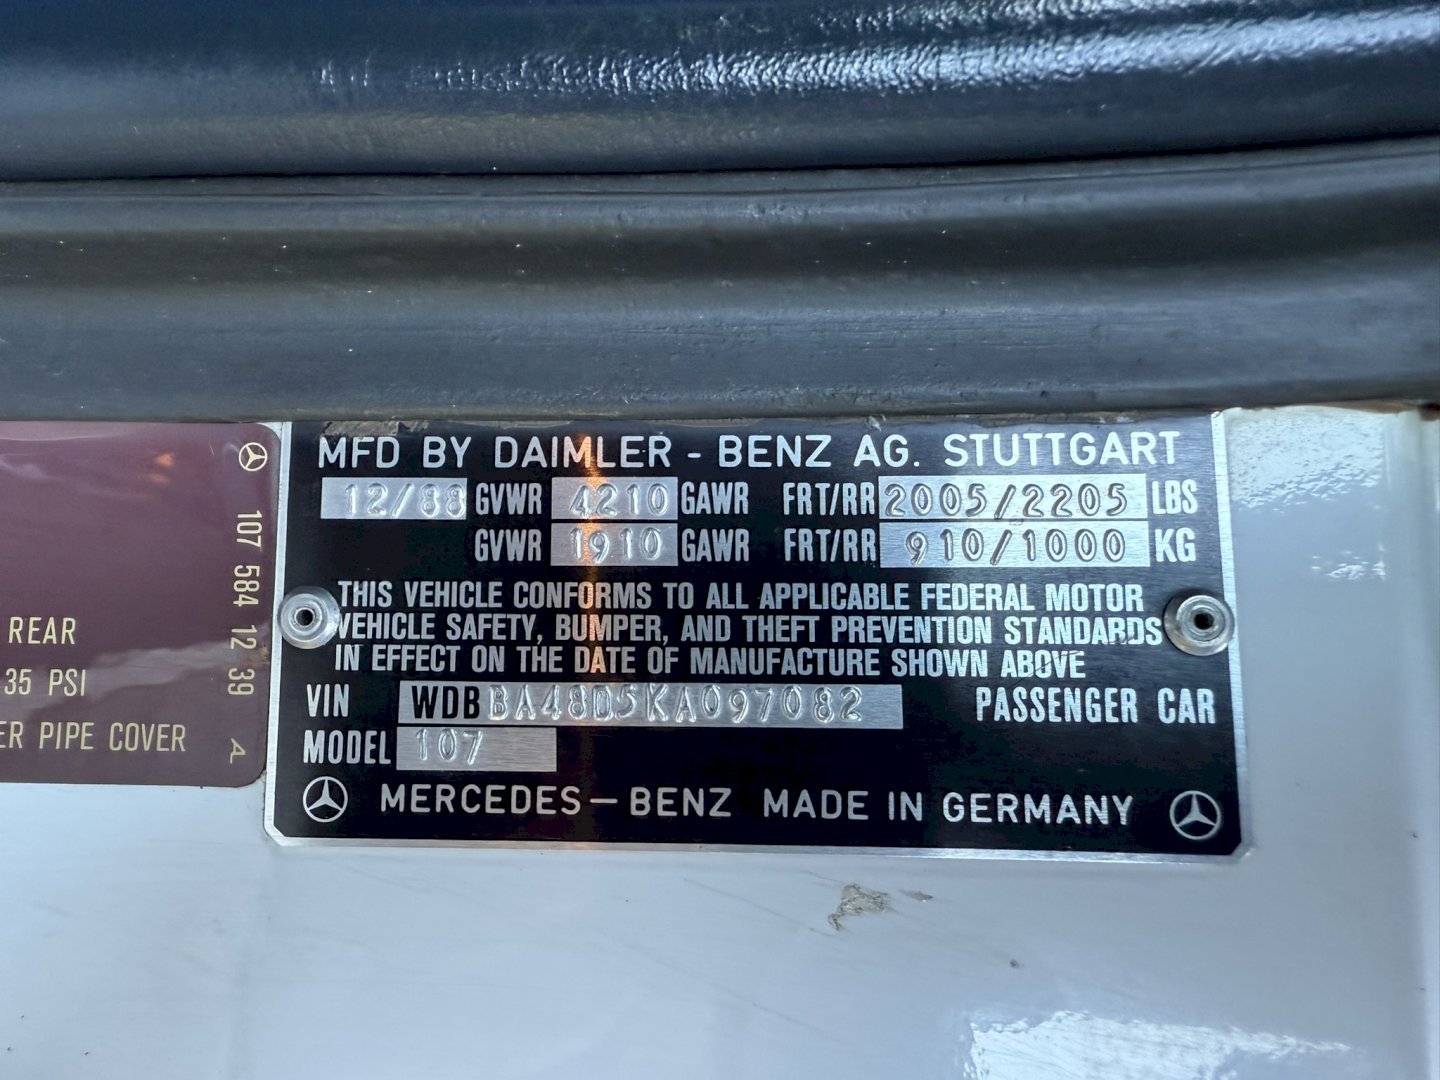 MFD BY DAIMLER - BENZ AG. STUTTGART
12/88 GVWR 4210 GAWR FRT/RR 2005/2205 LBS
GVWR 1910 GAWR FRT/RR 910/1000 KG
THIS VEHICLE CONFORMS TO ALL APPLICABLE FEDERAL MOTOR
VEHICLE SAFETY, BUMPER, AND THEFT PREVENTION STANDARDS
IN EFFECT ON THE DATE OF MANUFACTURE SHOWN ABOVE
VIN WDBBA48D5KA097082 PASSENGER CAR
MODEL 107
MERCEDES-BENZ MADE IN GERMANY
REAR
35 PSI
PIPE COVER
107 584 12 39 A